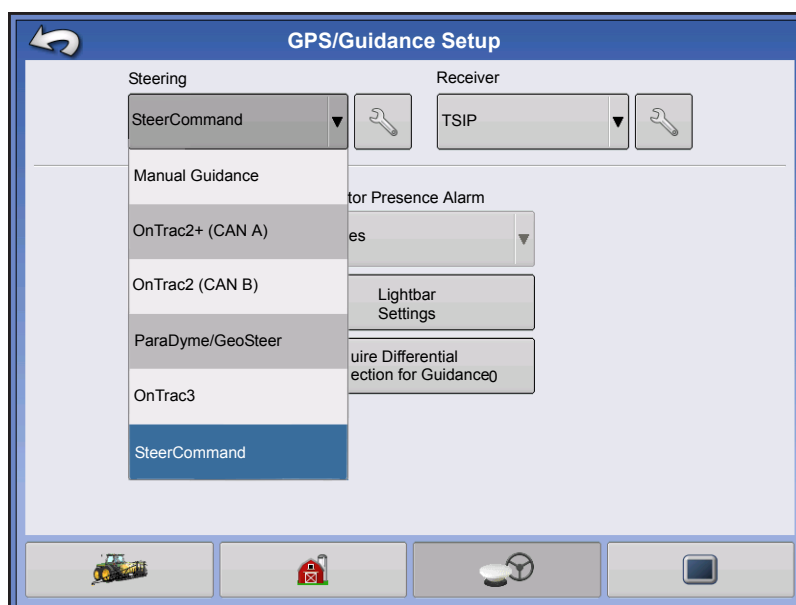 GPS/Guidance Setup
Steering
Receiver
SteerCommand
TSIP
Manual Guidance
tor Presence Alarm
OnTrac2+ (CAN A)
es
OnTrac2 (CAN B)
Lightbar
Settings
ParaDyme/GeoSteer
uire Differential
ection for Guidance0
OnTrac3
SteerCommand